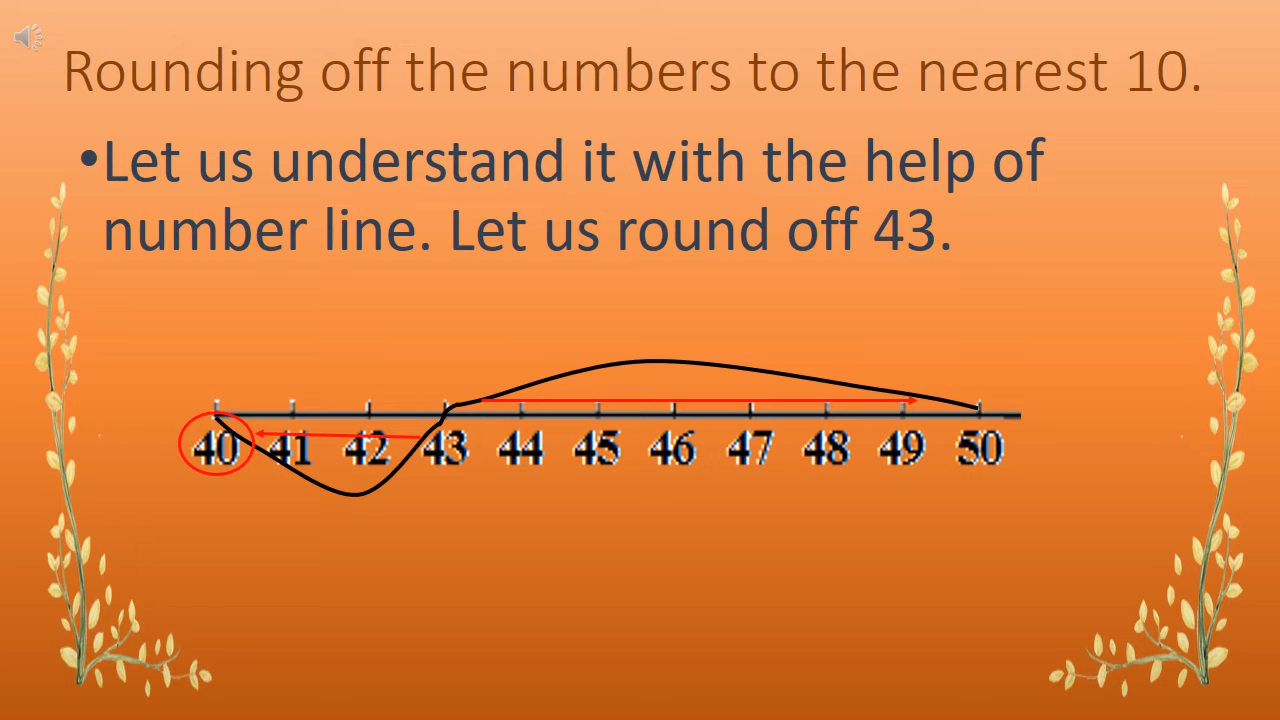 Rounding off the numbers to the nearest 10.
•Let us understand it with the help of
number line. Let us round off 43.
40 41 42 43 44 45 46 47 48 49 50